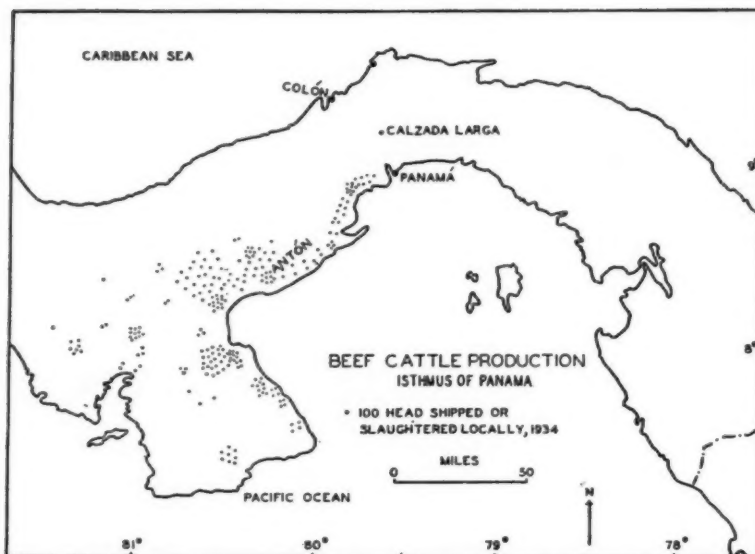 CARIBBEAN SEA
COLÓN
CALZADA LARGA
PANAMÁ
ANTÓN
BEEF CATTLE PRODUCTION
ISTHMUS OF PANAMA
100 HEAD SHIPPED OR
SLAUGHTERED LOCALLY, 1934
MILES
0 50
PACIFIC OCEAN
N
9°
8°
81° 80° 79° 78°